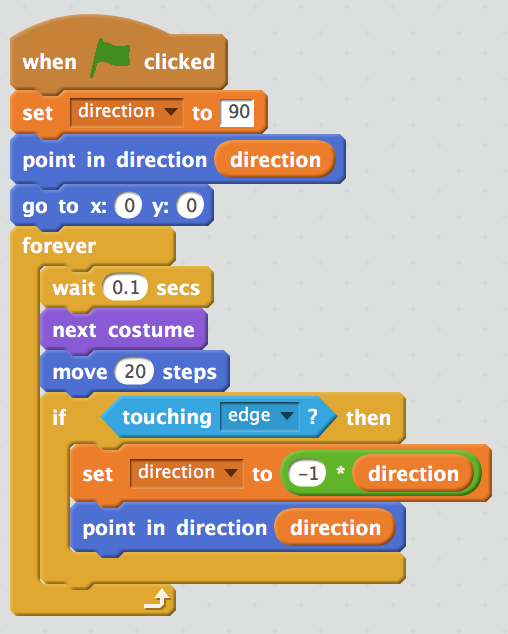 when clicked
set direction to 90
point in direction direction
go to x: 0 y: 0
forever
wait 0.1 secs
next costume
move 20 steps
if touching edge ? then
set direction to -1 * direction
point in direction direction